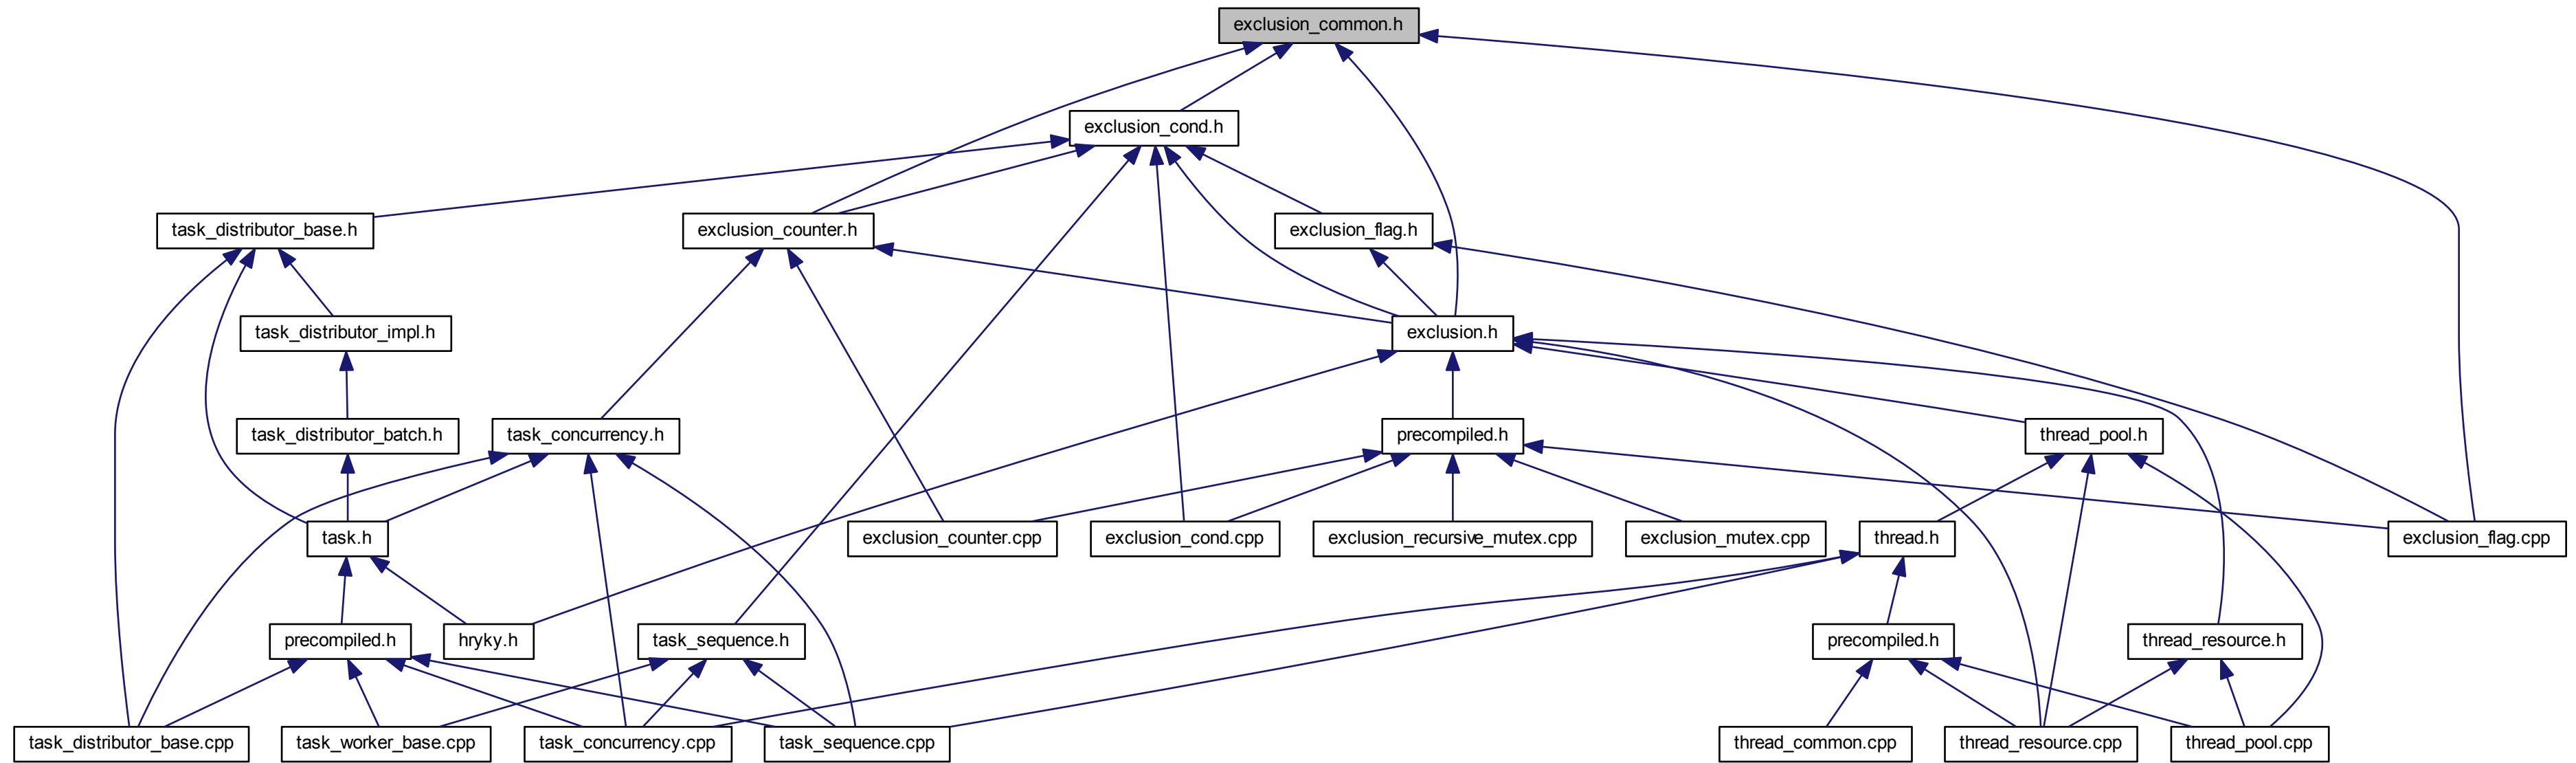 exclusion_common.h
exclusion_cond.h
task_distributor_base.h
exclusion_counter.h
exclusion_flag.h
task_distributor_impl.h
exclusion.h
task_distributor_batch.h
task_concurrency.h
precompiled.h
thread_pool.h
task.h
exclusion_counter.cpp
exclusion_cond.cpp
exclusion_recursive_mutex.cpp
exclusion_mutex.cpp
thread.h
exclusion_flag.cpp
precompiled.h
hryky.h
task_sequence.h
precompiled.h
thread_resource.h
task_distributor_base.cpp
task_worker_base.cpp
task_concurrency.cpp
task_sequence.cpp
thread_common.cpp
thread_resource.cpp
thread_pool.cpp